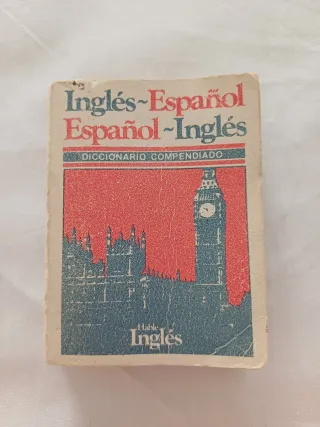 Inglés~Español
Español~Inglés
DICCIONARIO COMPENDIADO
Hable
Inglés